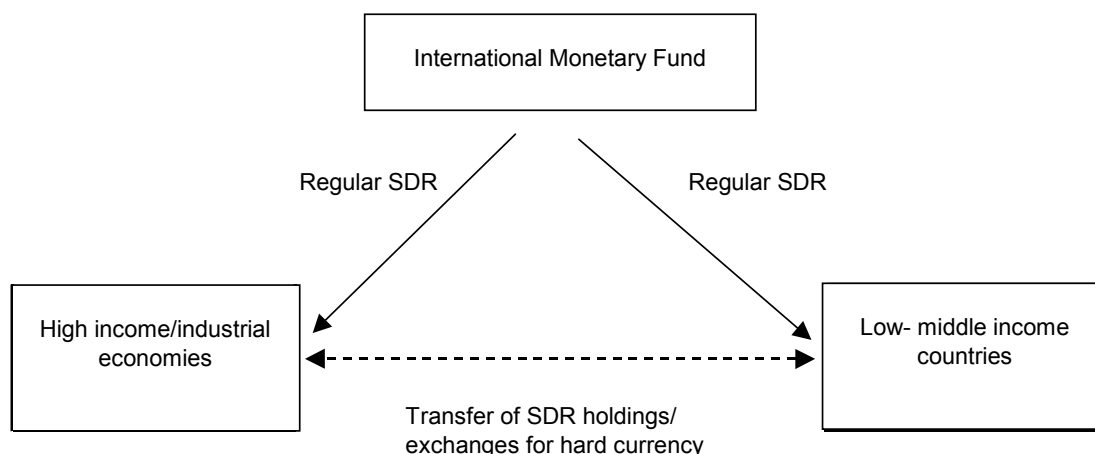 International Monetary Fund
Regular SDR
Regular SDR
High income/industrial
economies
Low- middle income
countries
Transfer of SDR holdings/
exchanges for hard currency